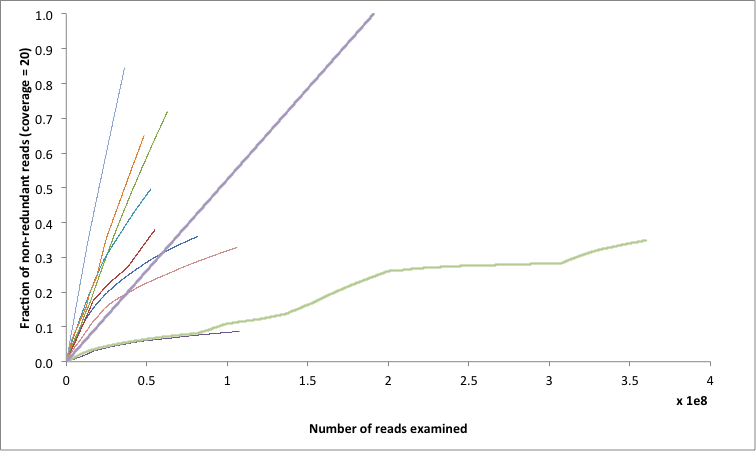 Fraction of non-redundant reads (coverage = 20)
1.0
0.9
0.8
0.7
0.6
0.5
0.4
0.3
0.2
0.1
0.0
0 0.5 1 1.5 2 2.5 3 3.5 4
x 1e8
Number of reads examined